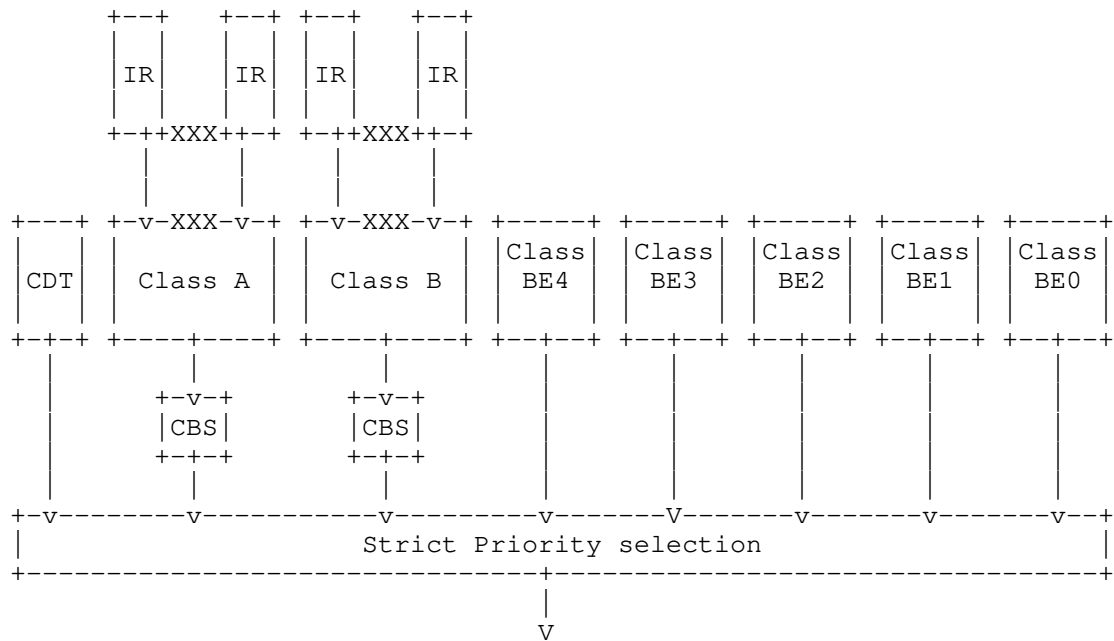 IR IR IR IR
XXX XXX
v XXX v v XXX v
Class Class Class Class Class
CDT Class A Class B BE4 BE3 BE2 BE1 BE0
v v
CBS CBS
v v v v V v v v
Strict Priority selection
V